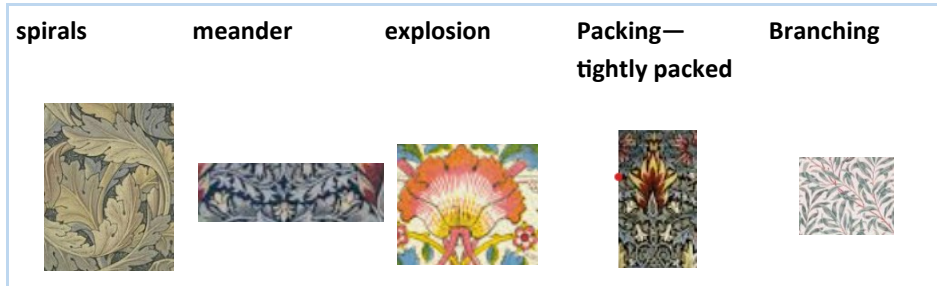 spirals
meander
explosion
Packing—
tightly packed
Branching